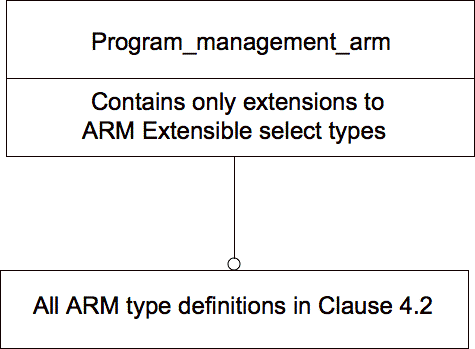 Program_management_arm
Contains only extensions to
ARM Extensible select types
All ARM type definitions in Clause 4.2